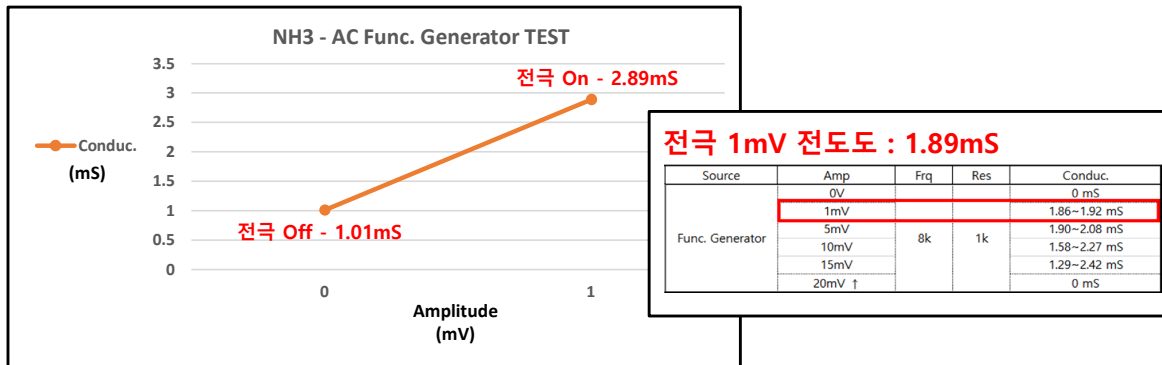 NH3 - AC Func. Generator TEST
3.5
3
2.5
2
1.5
1
0.5
0
전극 On - 2.89mS
전극 Off - 1.01mS
Conduc.
(mS)
0 1
Amplitude
(mV)
전극 1mV 전도도 : 1.89mS
Source Amp Frq Res Conduc.
Func. Generator 8k 1k
0V 0 mS
1mV 1.86~1.92 mS
5mV 1.90~2.08 mS
10mV 1.58~2.27 mS
15mV 1.29~2.42 mS
20mV ↑ 0 mS